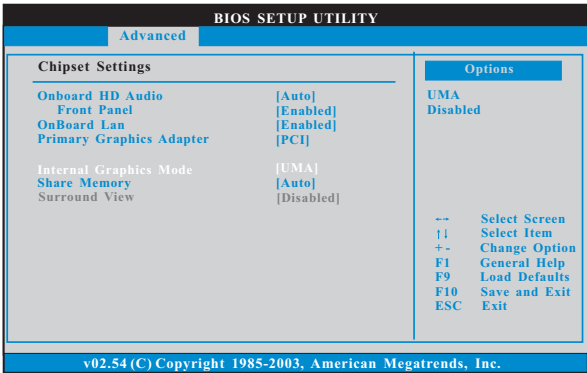 BIOS SETUP UTILITY
Advanced
Chipset Settings
Onboard HD Audio [Auto]
Front Panel [Enabled]
OnBoard Lan [Enabled]
Primary Graphics Adapter [PCI]
Internal Graphics Mode [UMA]
Share Memory [Auto]
Surround View [Disabled]
Options
UMA
Disabled
←→ Select Screen
↑↓ Select Item
+- Change Option
F1 General Help
F9 Load Defaults
F10 Save and Exit
ESC Exit
v02.54 (C) Copyright 1985-2003, American Megatrends, Inc.